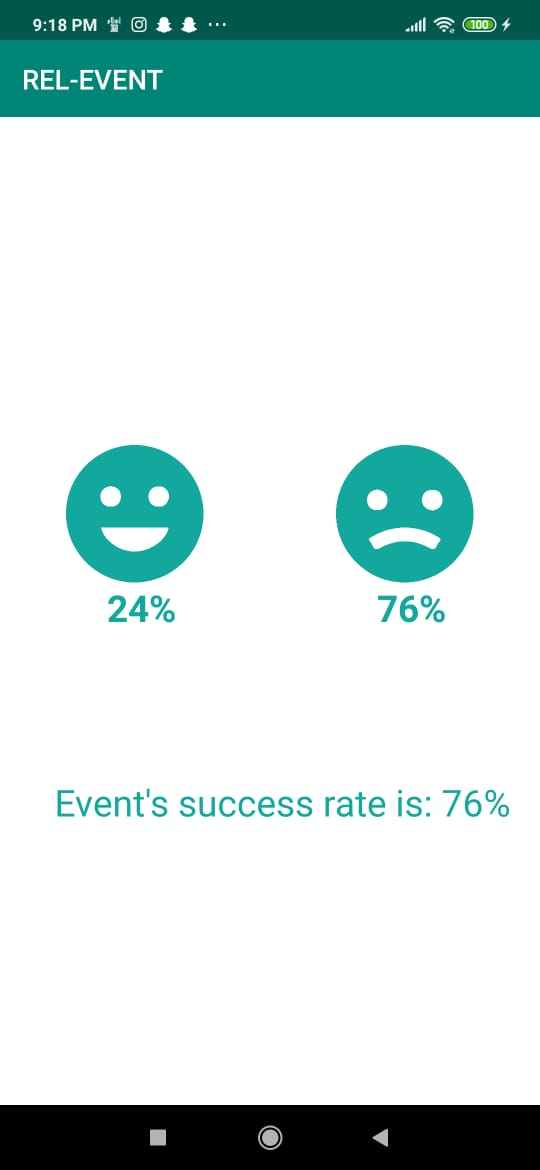 9:18 PM
100
REL-EVENT
24% 76%
Event's success rate is: 76%